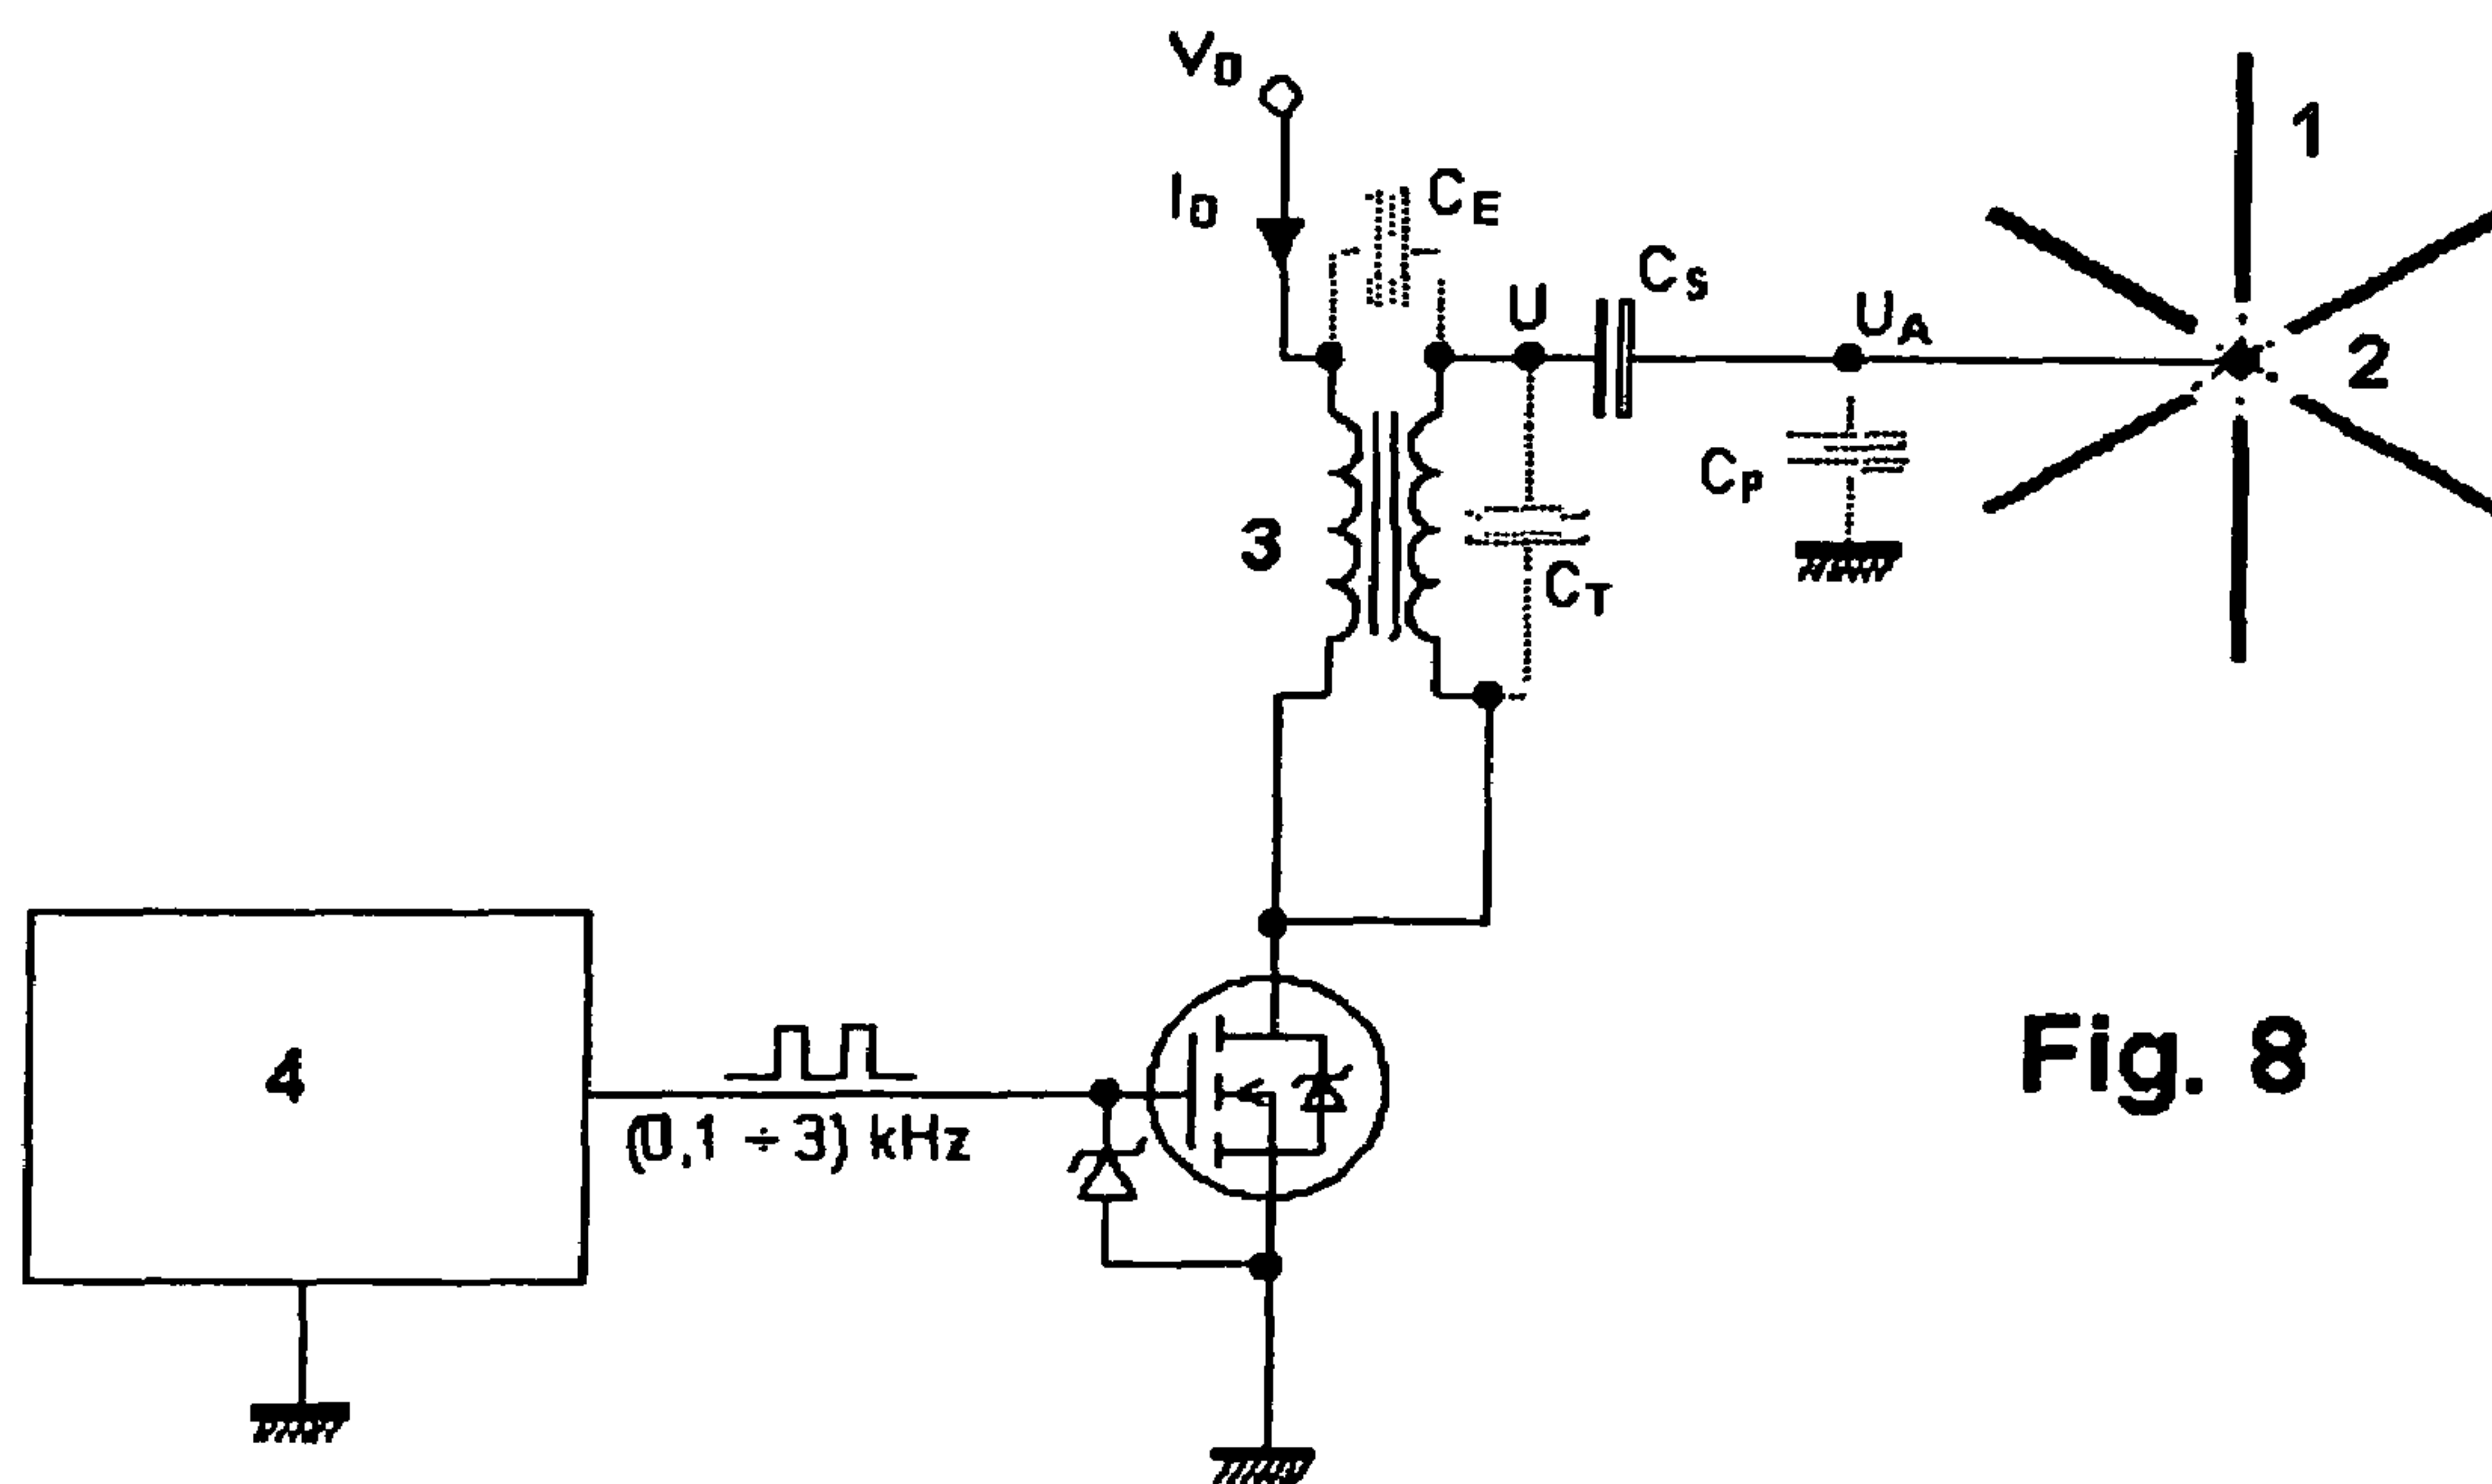 V0
I0
CE
CS
U
UA
1
2
3
CP
CT
4
(0,1 ÷ 3) kHz
Fig. 8